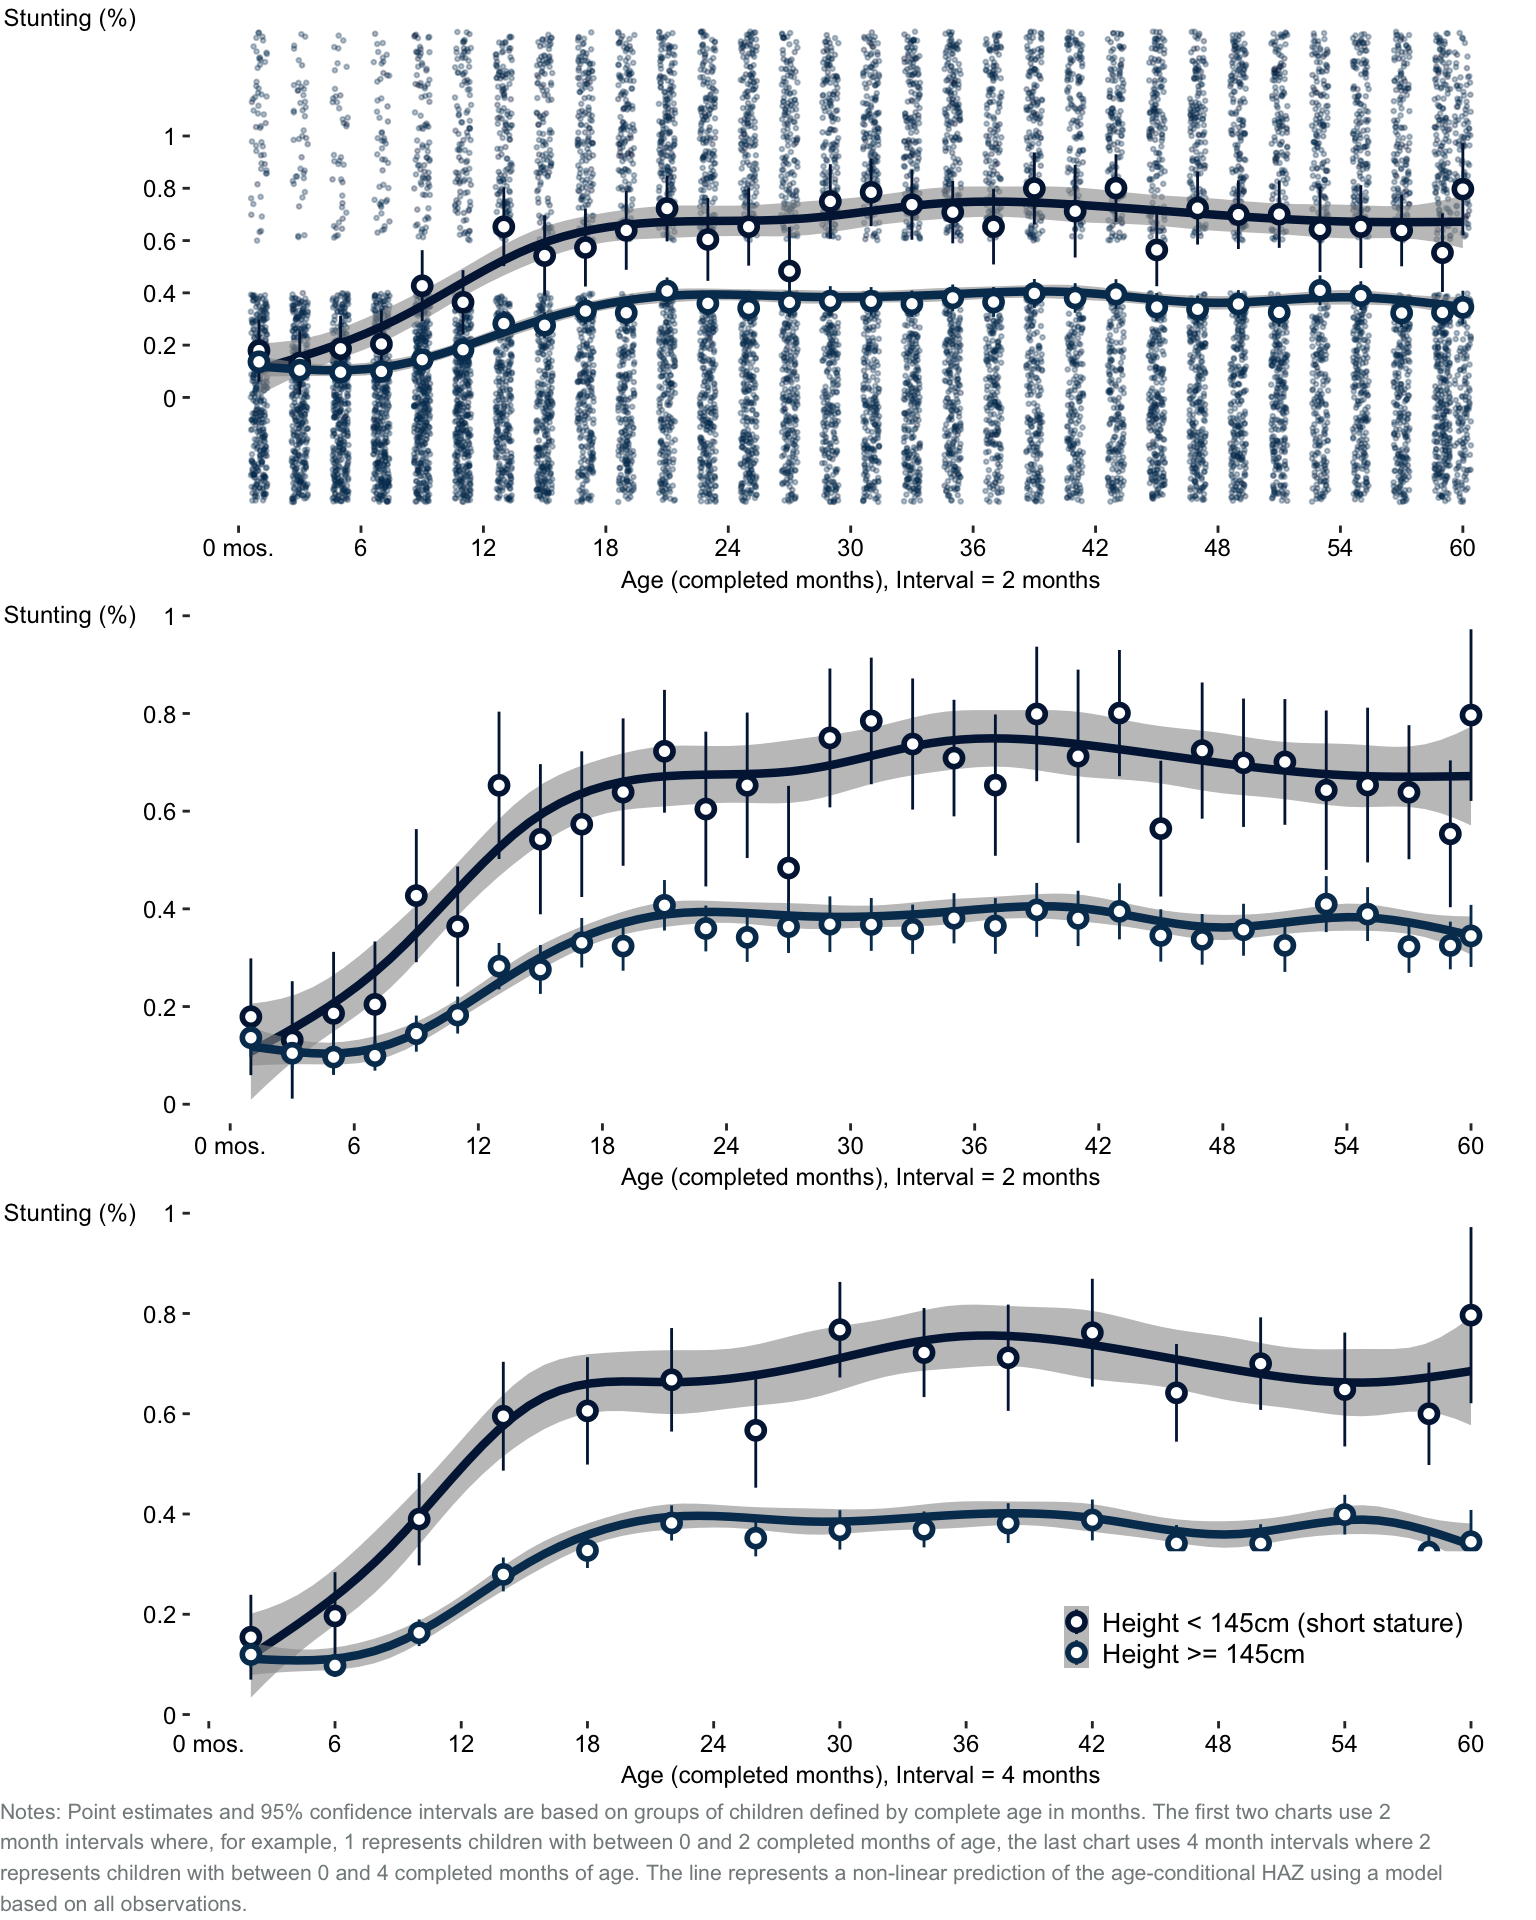 Stunting (%)
1
0.8
0.6
0.4
0.2
0
0 mos. 6 12 18 24 30 36 42 48 54 60
Age (completed months), Interval = 2 months
Stunting (%) 1
0.8
0.6
0.4
0.2
0
0 mos. 6 12 18 24 30 36 42 48 54 60
Age (completed months), Interval = 2 months
Stunting (%) 1
0.8
0.6
0.4
0.2
0
Height < 145cm (short stature)
Height >= 145cm
0 mos. 6 12 18 24 30 36 42 48 54 60
Age (completed months), Interval = 4 months
Notes: Point estimates and 95% confidence intervals are based on groups of children defined by complete age in months. The first two charts use 2
month intervals where, for example, 1 represents children with between 0 and 2 completed months of age, the last chart uses 4 month intervals where 2
represents children with between 0 and 4 completed months of age. The line represents a non-linear prediction of the age-conditional HAZ using a model
based on all observations.